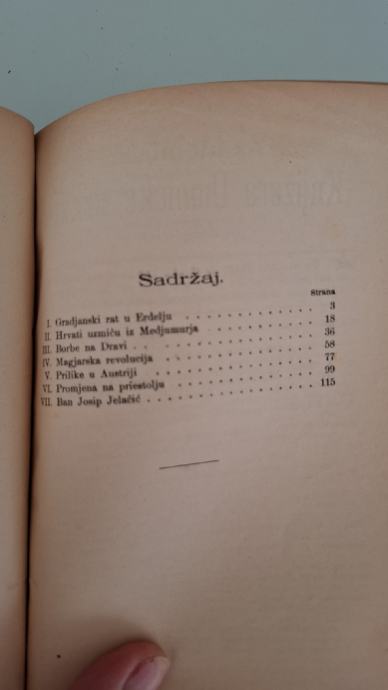 Sadržaj.
Strana
I. Gradjanski rat u Erdelju . . . . . . . . . . . 3
II. Hrvati uzmiču iz Medjumurja . . . . . . . . . 18
III. Borbe na Dravi . . . . . . . . . . . . . . 36
IV. Magjarska revolucija . . . . . . . . . . . . 58
V. Prilike u Austriji . . . . . . . . . . . . . 77
VI. Promjena na priestolju . . . . . . . . . . . 99
VII. Ban Josip Jelačić . . . . . . . . . . . . . 115